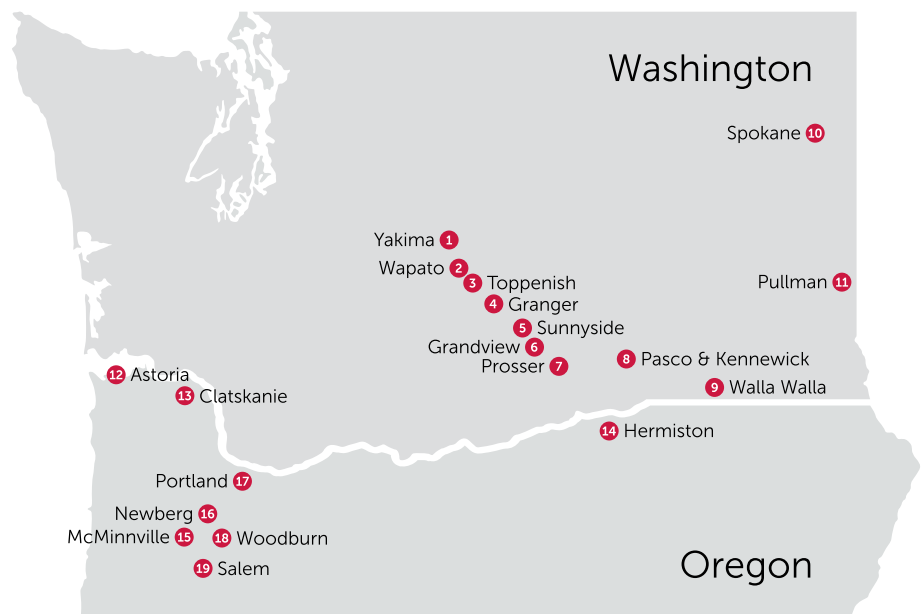 Washington
Spokane 10
Yakima 1
Wapato 2
3 Toppenish
Pullman 11
4 Granger
5 Sunnyside
Grandview 6
Prosser 7
8 Pasco & Kennewick
9 Walla Walla
12 Astoria
13 Clatskanie
14 Hermiston
Portland 17
Newberg 16
McMinnville 15
18 Woodburn
19 Salem
Oregon